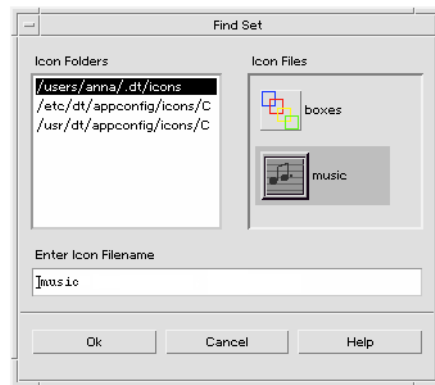 Find Set
Icon Folders
/users/anna/.dt/icons
/etc/dt/appconfig/icons/C
/usr/dt/appconfig/icons/C
Icon Files
boxes
music
Enter Icon Filename
music
Ok
Cancel
Help